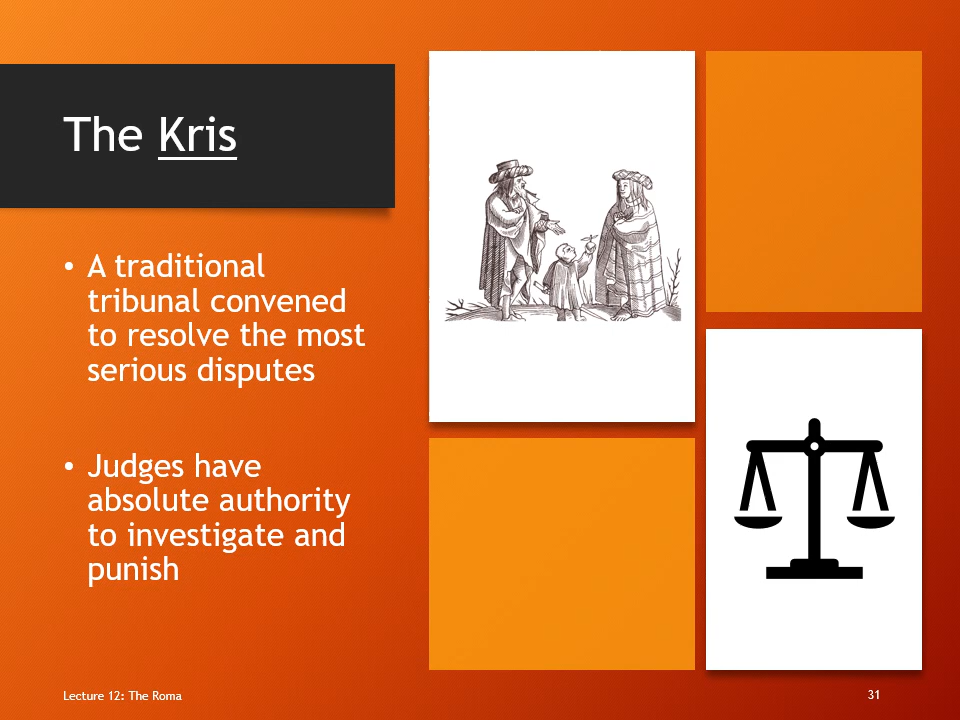 The Kris
• A traditional
tribunal convened
to resolve the most
serious disputes
• Judges have
absolute authority
to investigate and
punish
Lecture 12: The Roma
31